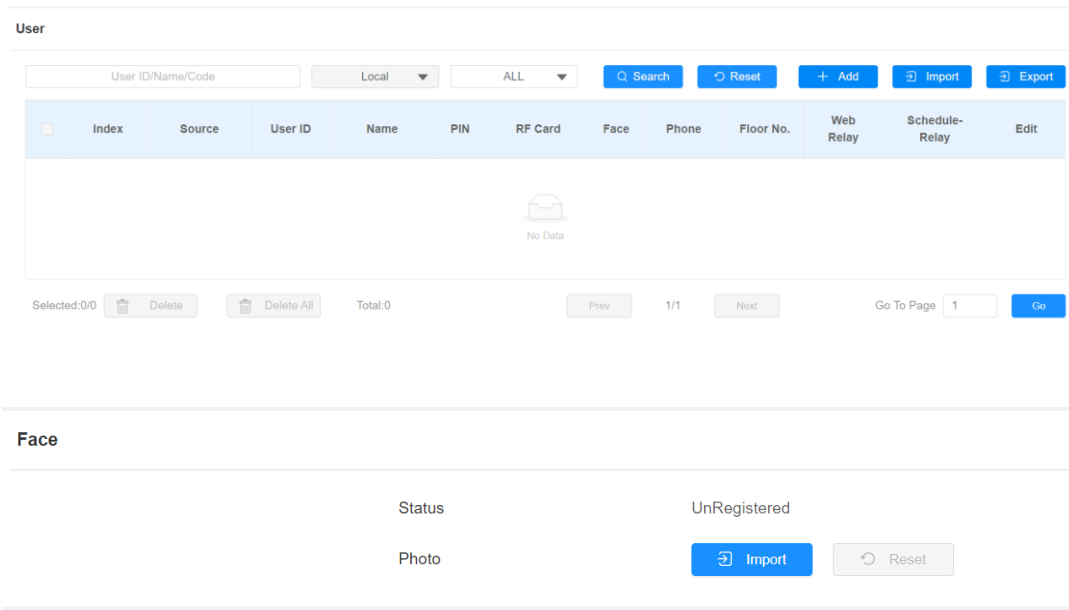 User
User ID/Name/Code Local ALL Search Reset + Add Import Export
Index Source User ID Name PIN RF Card Face Phone Floor No. Web Relay Schedule-Relay Edit
No Data
Selected:0/0 Delete Delete All Total:0 Prev 1/1 Next Go To Page 1 Go
Face
Status UnRegistered
Photo Import Reset